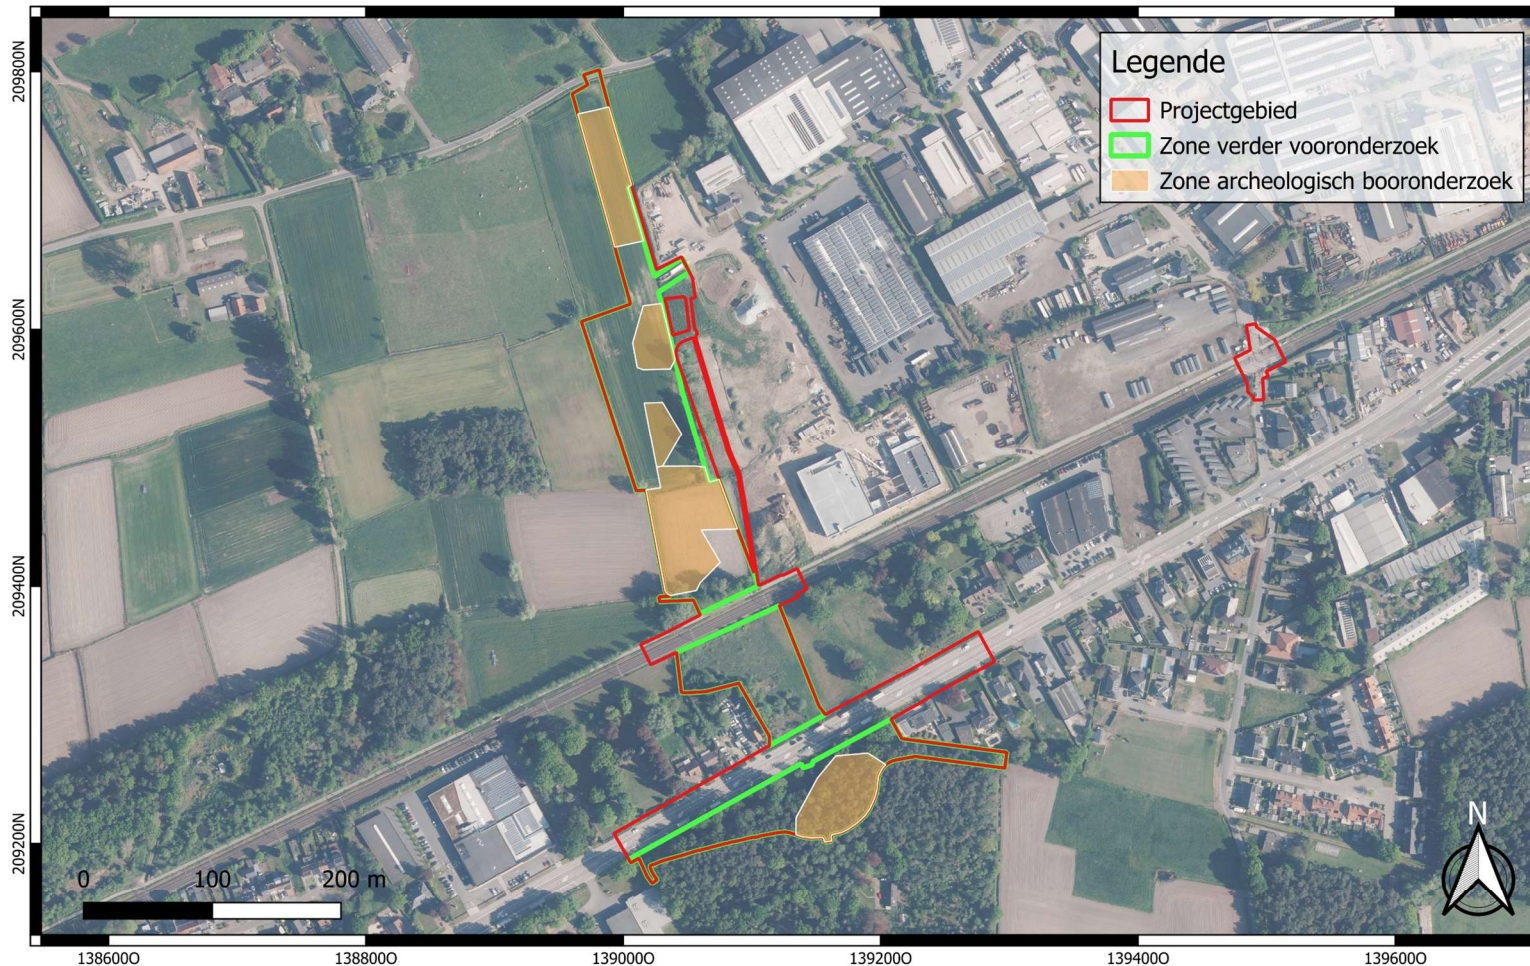 Legende
Projectgebied
Zone verder vooronderzoek
Zone archeologisch booronderzoek
209800N
209600N
209400N
209200N
N
0 100 200 m
138600O 138800O 139000O 139200O 139400O 139600O